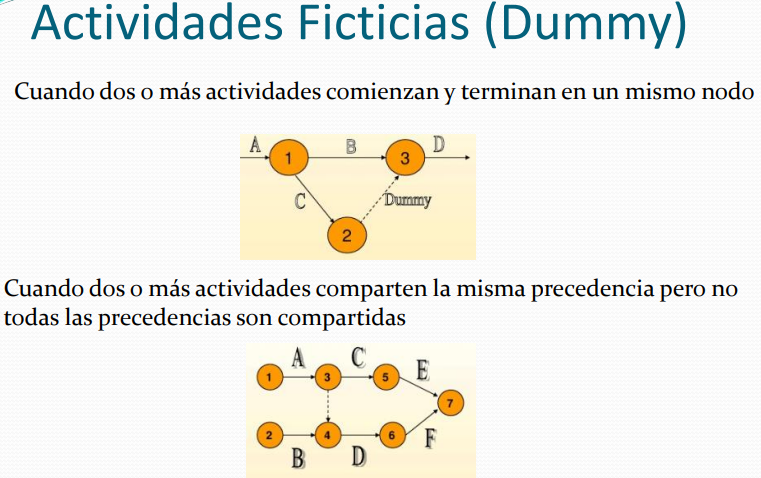 Actividades Ficticias (Dummy)
Cuando dos o más actividades comienzan y terminan en un mismo nodo
A B D
1 3
C Dummy
2
Cuando dos o más actividades comparten la misma precedencia pero no
todas las precedencias son compartidas
A C E
1 3 5
7
2 4 6
B D F